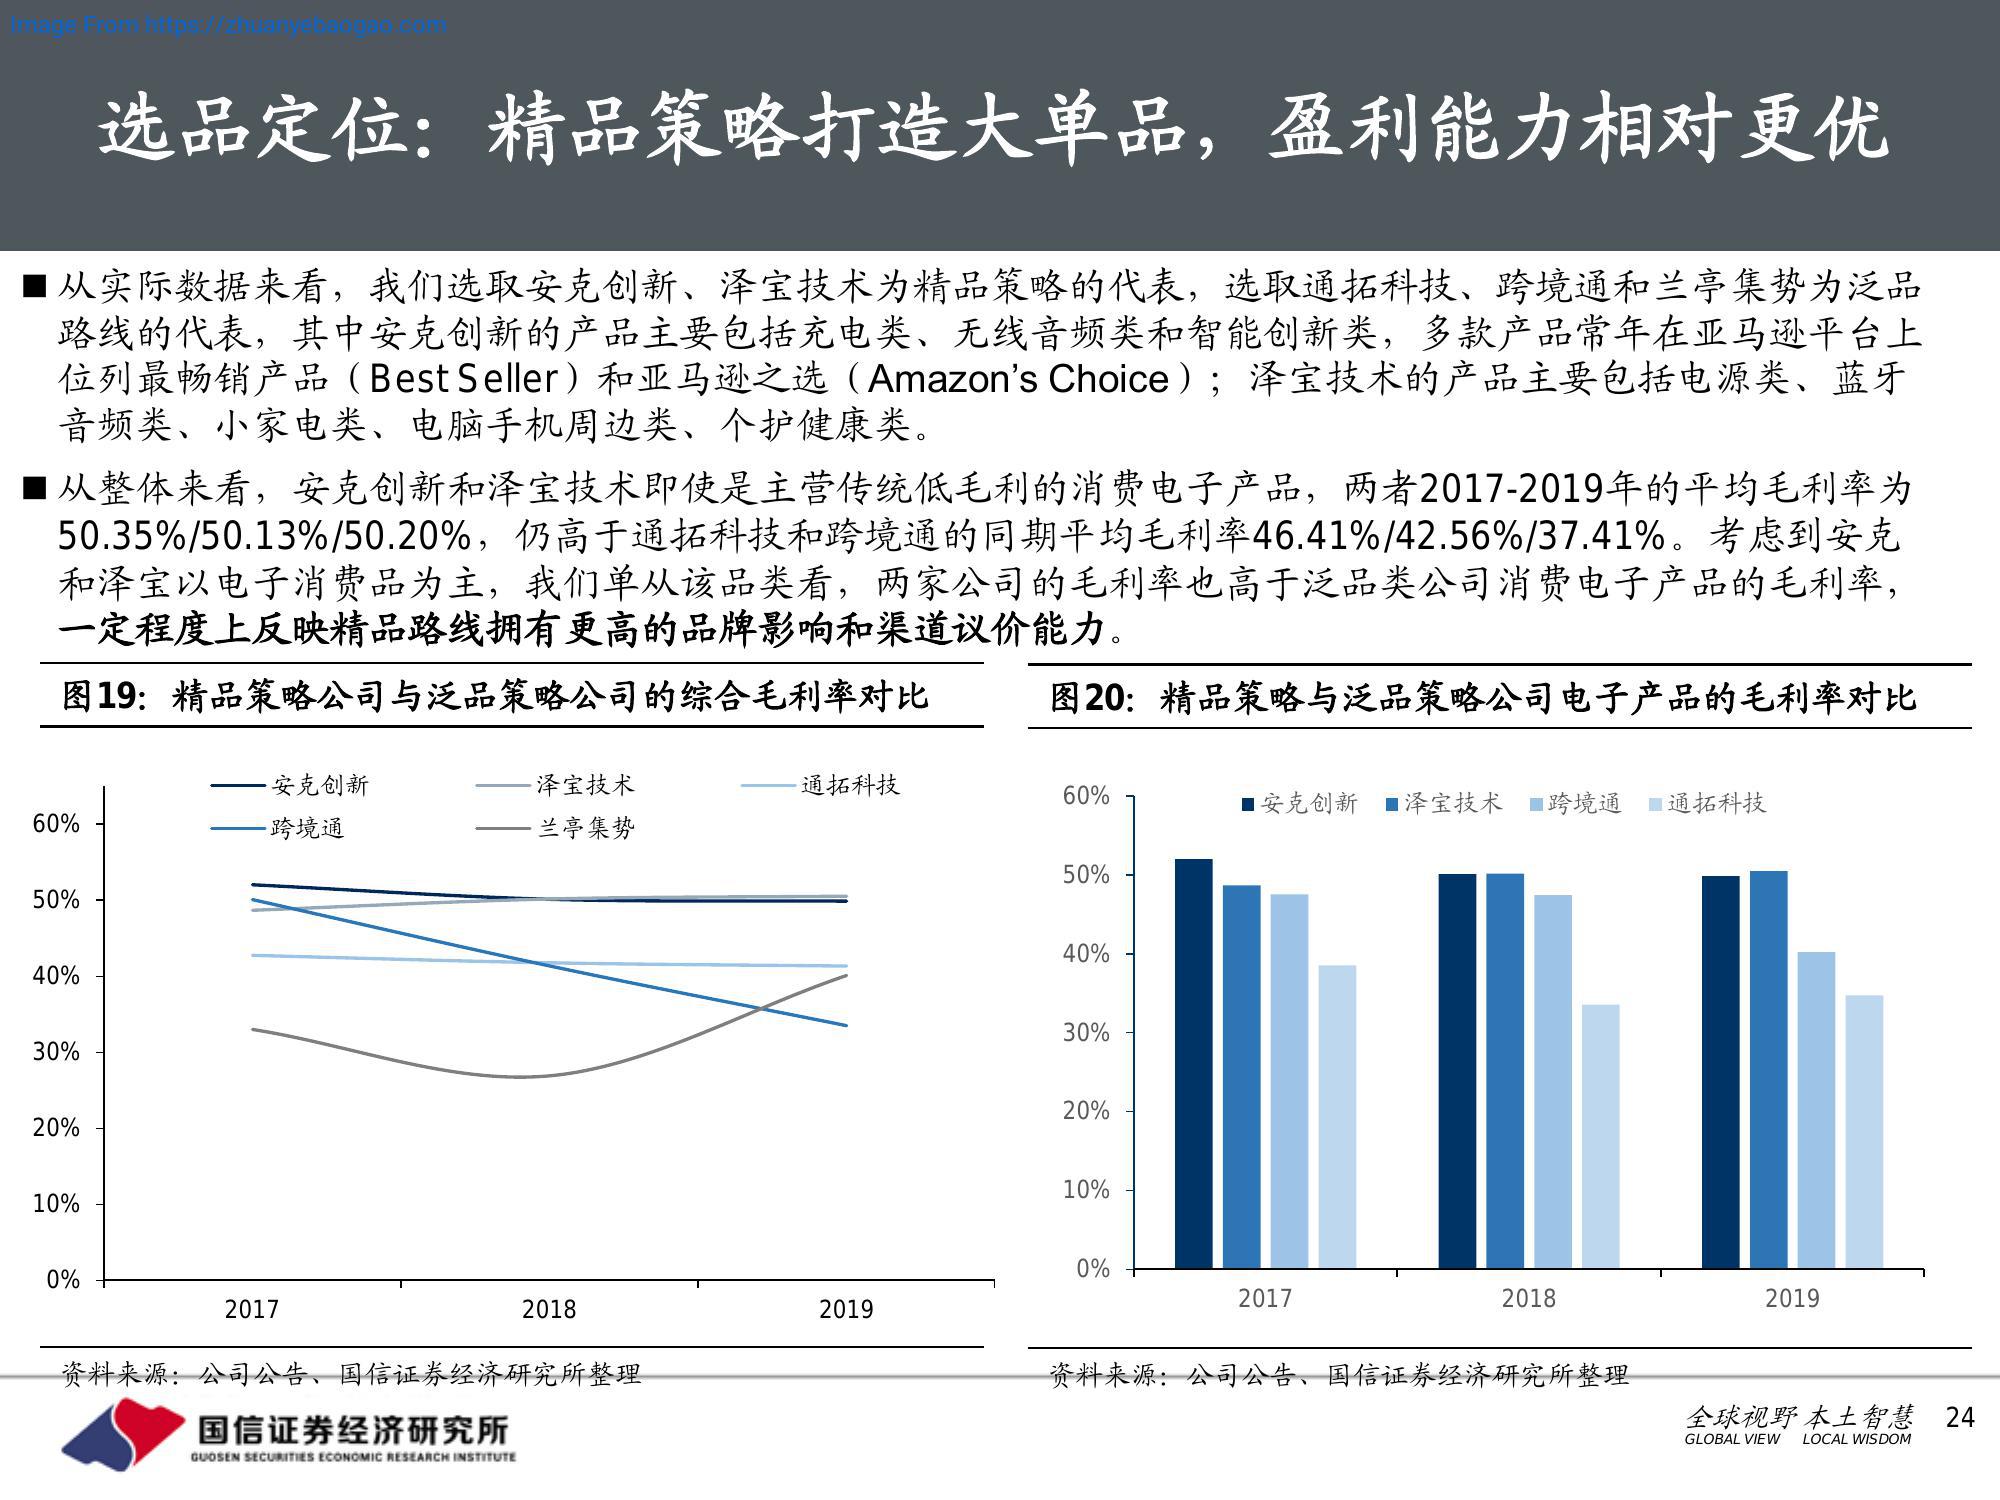 Image From https://zhuanyebaogao.com
选品定位：精品策略打造大单品，盈利能力相对更优
■从实际数据来看，我们选取安克创新、泽宝技术为精品策略的代表，选取通拓科技、跨境通和兰亭集势为泛品
路线的代表，其中安克创新的产品主要包括充电类、无线音频类和智能创新类，多款产品常年在亚马逊平台上
位列最畅销产品（Best Seller）和亚马逊之选（Amazon’s Choice）；泽宝技术的产品主要包括电源类、蓝牙
音频类、小家电类、电脑手机周边类、个护健康类。
■从整体来看，安克创新和泽宝技术即使是主营传统低毛利的消费电子产品，两者2017-2019年的平均毛利率为
50.35%/50.13%/50.20%，仍高于通拓科技和跨境通的同期平均毛利率46.41%/42.56%/37.41%。考虑到安克
和泽宝以电子消费品为主，我们单从该品类看，两家公司的毛利率也高于泛品类公司消费电子产品的毛利率，
一定程度上反映精品路线拥有更高的品牌影响和渠道议价能力。
图19：精品策略公司与泛品策略公司的综合毛利率对比
安克创新 泽宝技术 通拓科技
跨境通 兰亭集势
60%
50%
40%
30%
20%
10%
0%
2017 2018 2019
资料来源：公司公告、国信证券经济研究所整理
图20：精品策略与泛品策略公司电子产品的毛利率对比
安克创新 泽宝技术 跨境通 通拓科技
60%
50%
40%
30%
20%
10%
0%
2017 2018 2019
资料来源：公司公告、国信证券经济研究所整理
国信证券经济研究所
GUOSEN SECURITIES ECONOMIC RESEARCH INSTITUTE
全球视野 本土智慧
GLOBAL VIEW LOCAL WISDOM
24